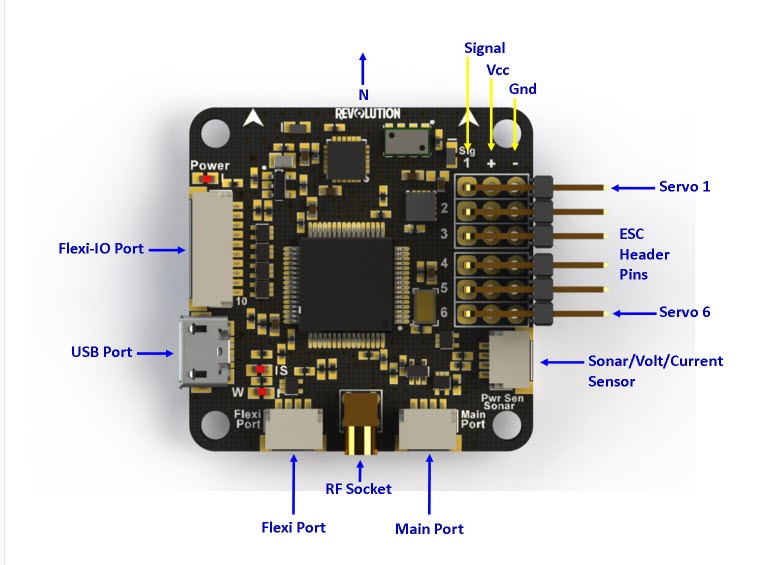 Signal
Vcc
Gnd
N
REVOLUTION
Sig
1 + -
Power
2
3
4
5
6
10
Servo 1
ESC
Header
Pins
Servo 6
Flexi-IO Port
USB Port
IS
W
Flexi
Port
Main
Port
Pwr Sen
Sonar
Sonar/Volt/Current
Sensor
RF Socket
Flexi Port
Main Port